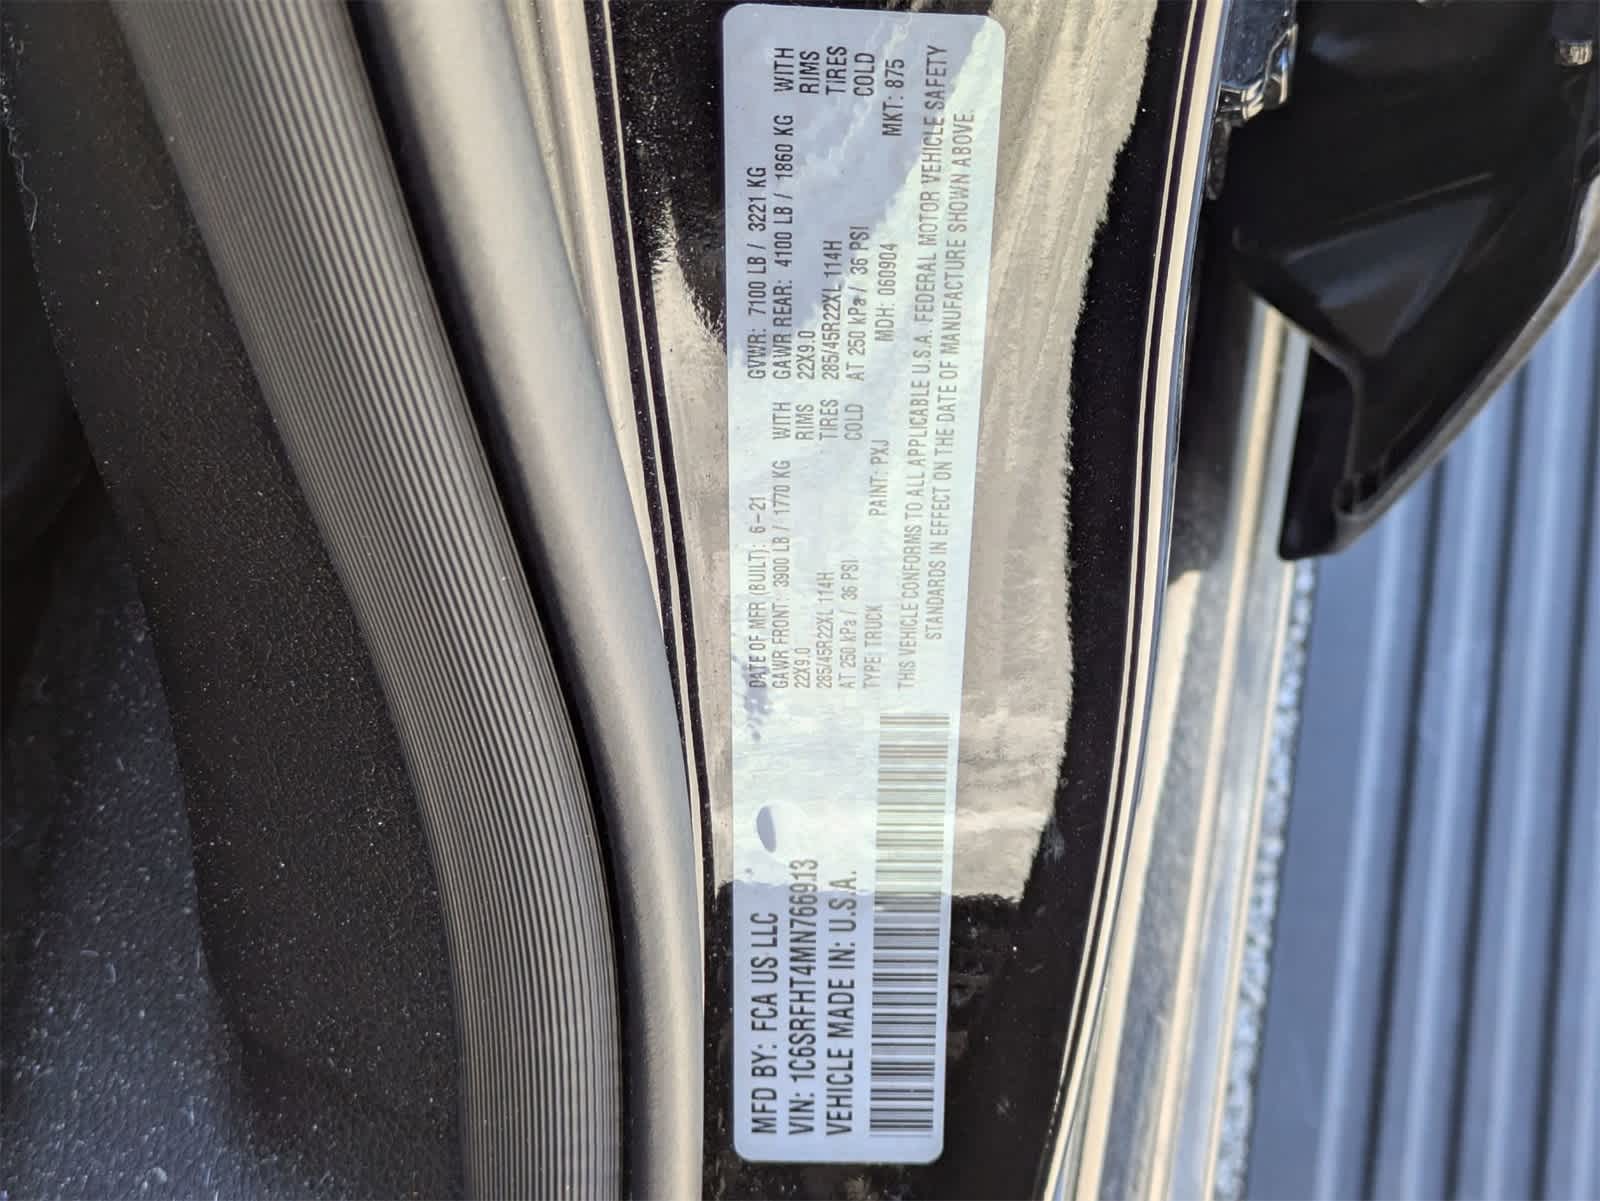 MFD BY: FCA US LLC
VIN: 1C6SRFHT4MN766913
VEHICLE MADE IN: U.S.A.
DATE OF MFR (BUILT): 6-21 GVWR: 7100 LB / 3221 KG
GAWR FRONT: 3900 LB / 1770 KG WITH GAWR REAR: 4100 LB / 1860 KG WITH
22X9.0 RIMS 22X9.0 RIMS
285/45R22XL 114H TIRES 285/45R22XL 114H TIRES
AT 250 kPa / 36 PSI COLD AT 250 kPa / 36 PSI COLD
TYPE: TRUCK PAINT: PXJ MDH: 060904 MKT: 875
THIS VEHICLE CONFORMS TO ALL APPLICABLE U.S.A. FEDERAL MOTOR VEHICLE SAFETY
STANDARDS IN EFFECT ON THE DATE OF MANUFACTURE SHOWN ABOVE.